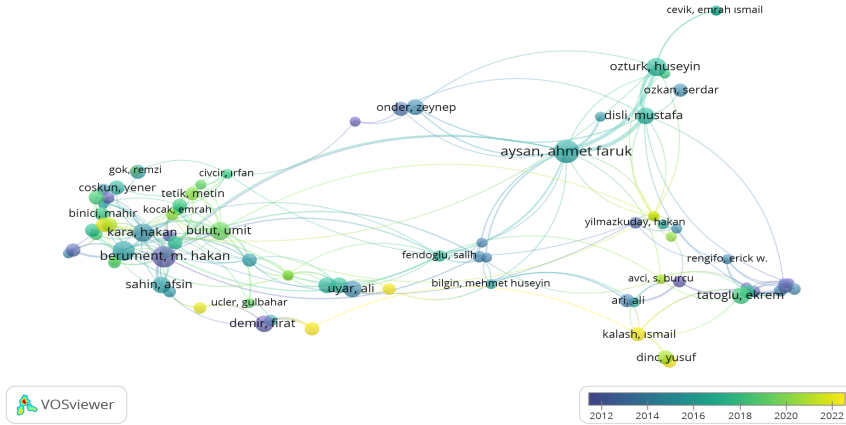 cevik, emrah ısmail
ozturk, huseyin
ozkan, serdar
onder, zeynep
disli, mustafa
aysan, ahmet faruk
gok, remzi
civcir, irfan
coskun, yener
tetik, metin
binici, mahir
kocak, emrah
yilmazkuday, hakan
kara, hakan
bulut, umit
berument, m. hakan
fendoglu, salih
rengifo, erick w.
sahin, afsin
uyar, ali
bilgin, mehmet huseyin
avci, s. burcu
ucler, gulbahar
ari, ali
tatoglu, ekrem
demir, firat
kalash, ısmail
dinc, yusuf
VOSviewer
2012 2014 2016 2018 2020 2022